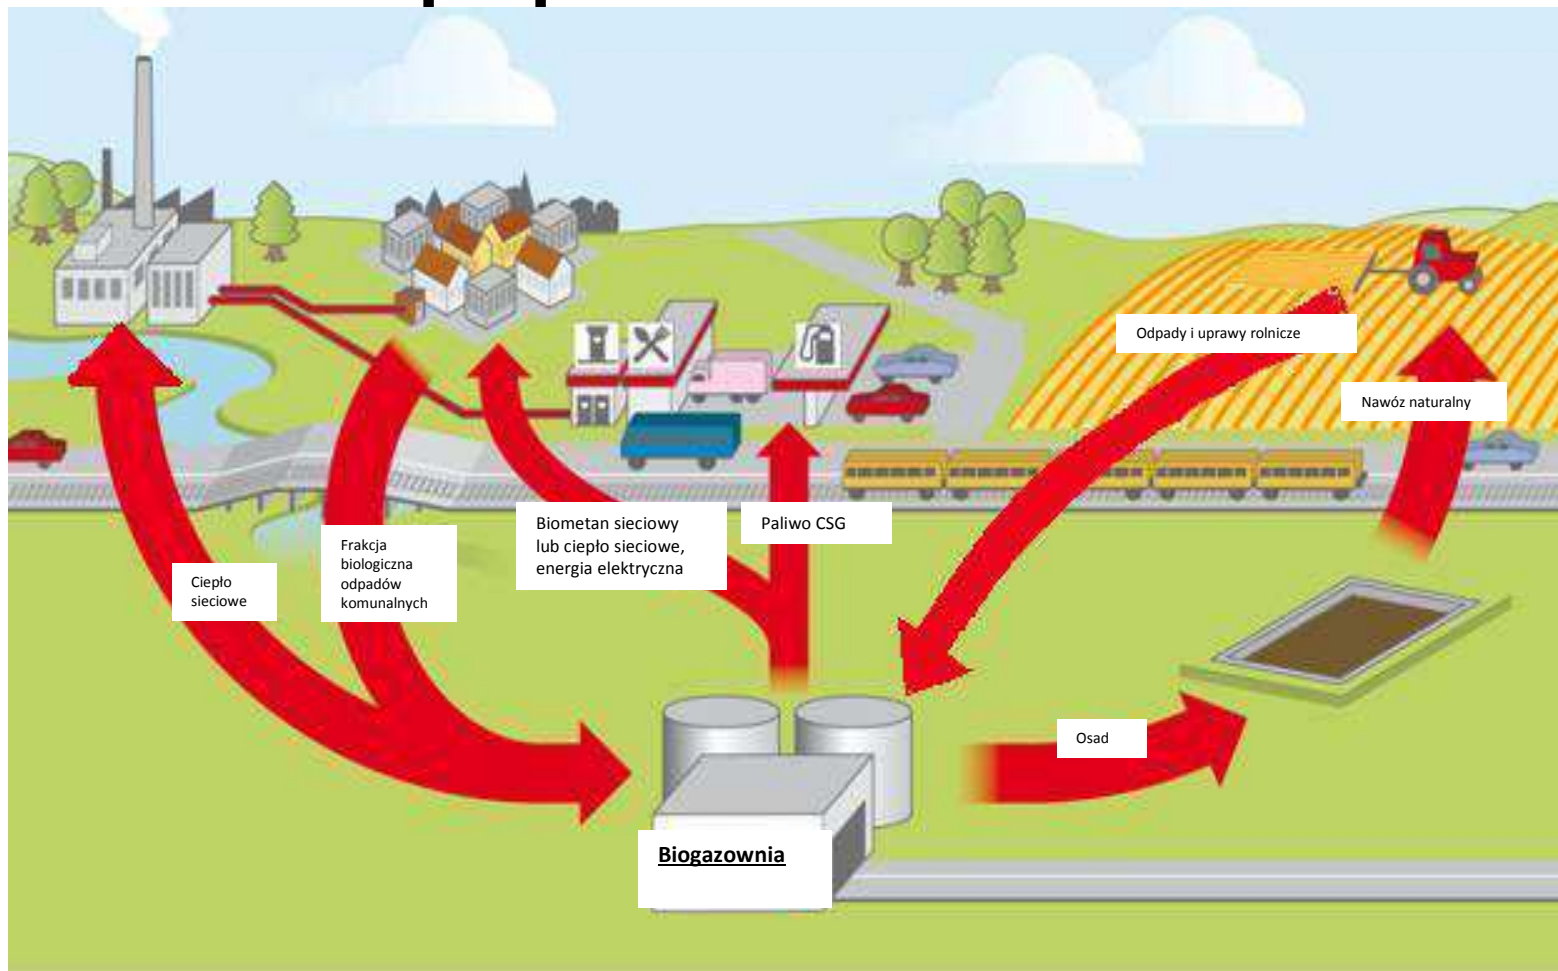 Odpady i uprawy rolnicze
Nawóz naturalny
Biometan sieciowy
lub ciepło sieciowe,
energia elektryczna
Paliwo CSG
Frakcja
biologiczna
odpadów
komunalnych
Ciepło
sieciowe
Osad
Biogazownia